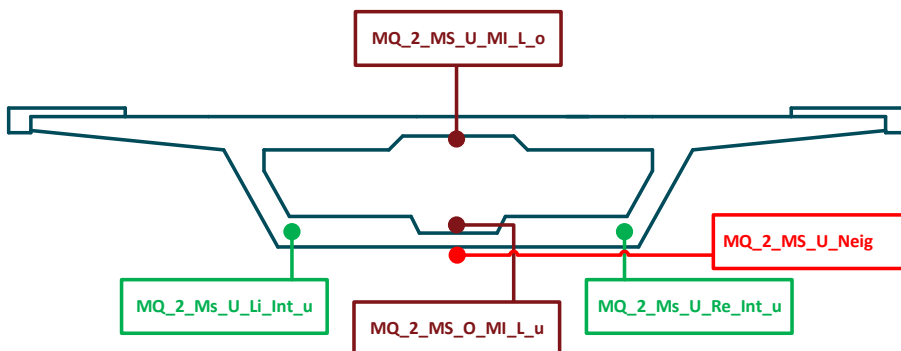 MQ_2_MS_U_MI_L_o
MQ_2_MS_U_Neig
MQ_2_Ms_U_Li_Int_u
MQ_2_Ms_U_Re_Int_u
MQ_2_MS_O_MI_L_u